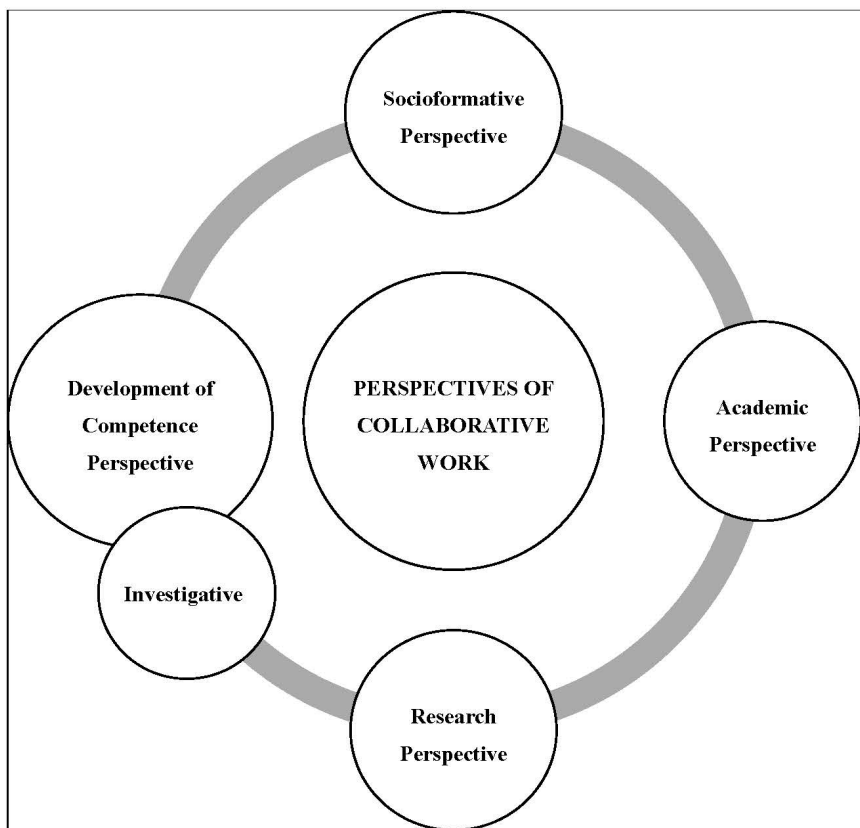 Socioformative
Perspective
Development of
Competence
Perspective
PERSPECTIVES OF
COLLABORATIVE
WORK
Academic
Perspective
Investigative
Research
Perspective